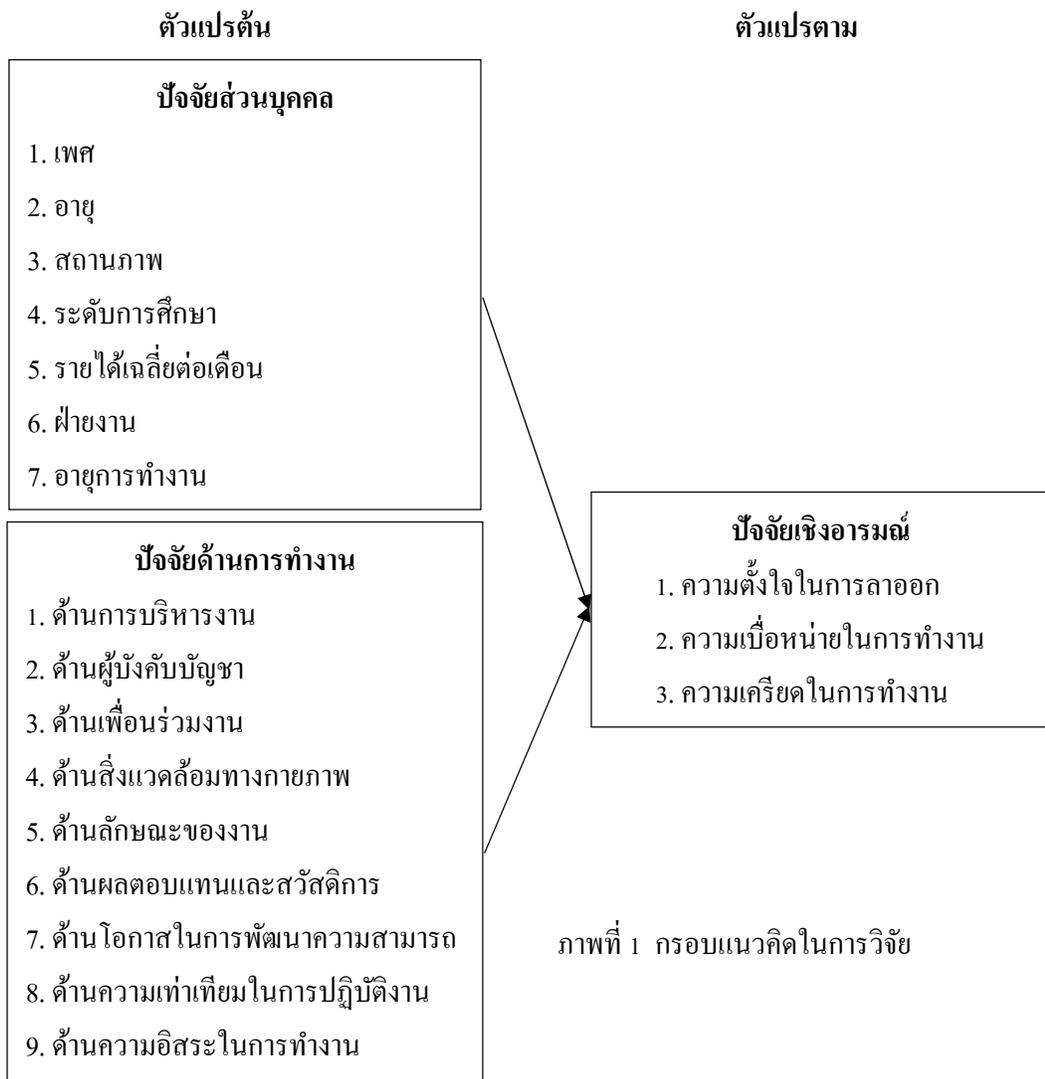 ตัวแปรต้น
ตัวแปรตาม
ปัจจัยส่วนบุคคล
1. เพศ
2. อายุ
3. สถานภาพ
4. ระดับการศึกษา
5. รายได้เฉลี่ยต่อเดือน
6. ฝ่ายงาน
7. อายุการทำงาน
ปัจจัยด้านการทำงาน
1. ด้านการบริหารงาน
2. ด้านผู้บังคับบัญชา
3. ด้านเพื่อนร่วมงาน
4. ด้านสิ่งแวดล้อมทางกายภาพ
5. ด้านลักษณะของงาน
6. ด้านผลตอบแทนและสวัสดิการ
7. ด้านโอกาสในการพัฒนาความสามารถ
8. ด้านความเท่าเทียมในการปฏิบัติงาน
9. ด้านความอิสระในการทำงาน
ปัจจัยเชิงอารมณ์
1. ความตั้งใจในการลาออก
2. ความเบื่อหน่ายในการทำงาน
3. ความเครียดในการทำงาน
ภาพที่ 1 กรอบแนวคิดในการวิจัย